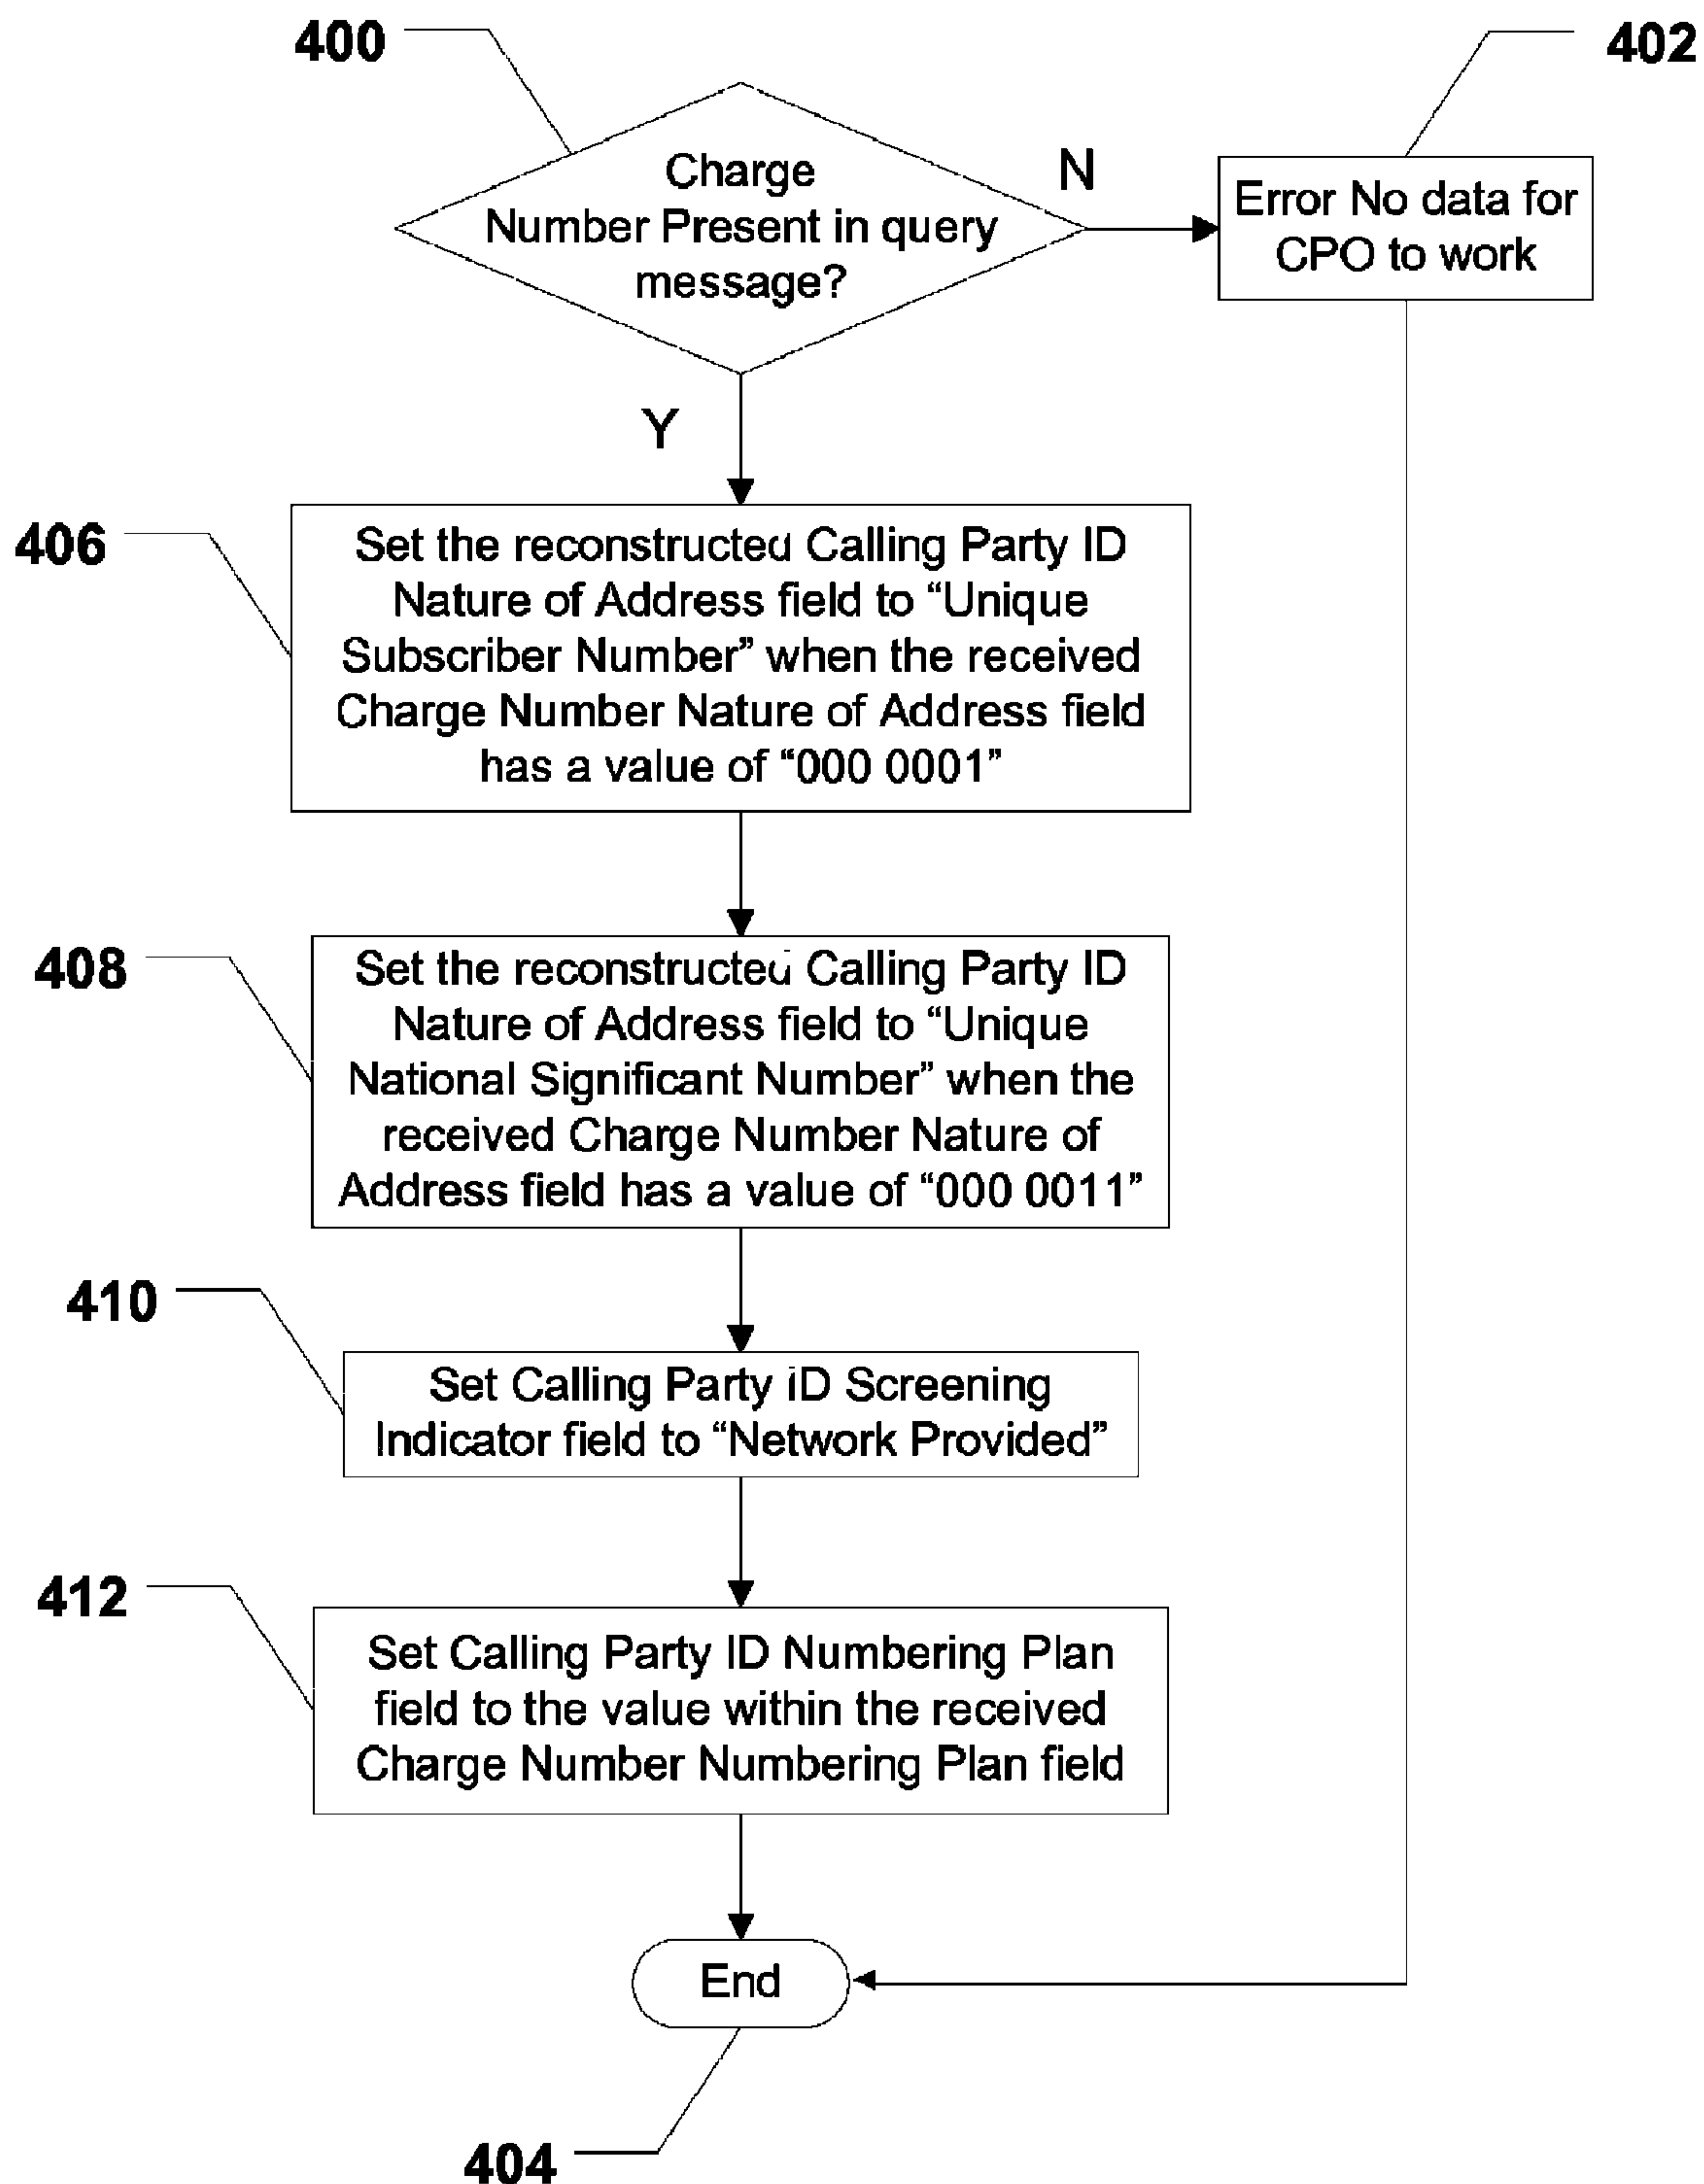 400
402
Charge
Number Present in query
message?
N
Error No data for
CPO to work
Y
406
Set the reconstructed Calling Party ID
Nature of Address field to “Unique
Subscriber Number” when the received
Charge Number Nature of Address field
has a value of “000 0001”
408
Set the reconstructed Calling Party ID
Nature of Address field to “Unique
National Significant Number” when the
received Charge Number Nature of
Address field has a value of “000 0011”
410
Set Calling Party ID Screening
Indicator field to “Network Provided”
412
Set Calling Party ID Numbering Plan
field to the value within the received
Charge Number Numbering Plan field
End
404